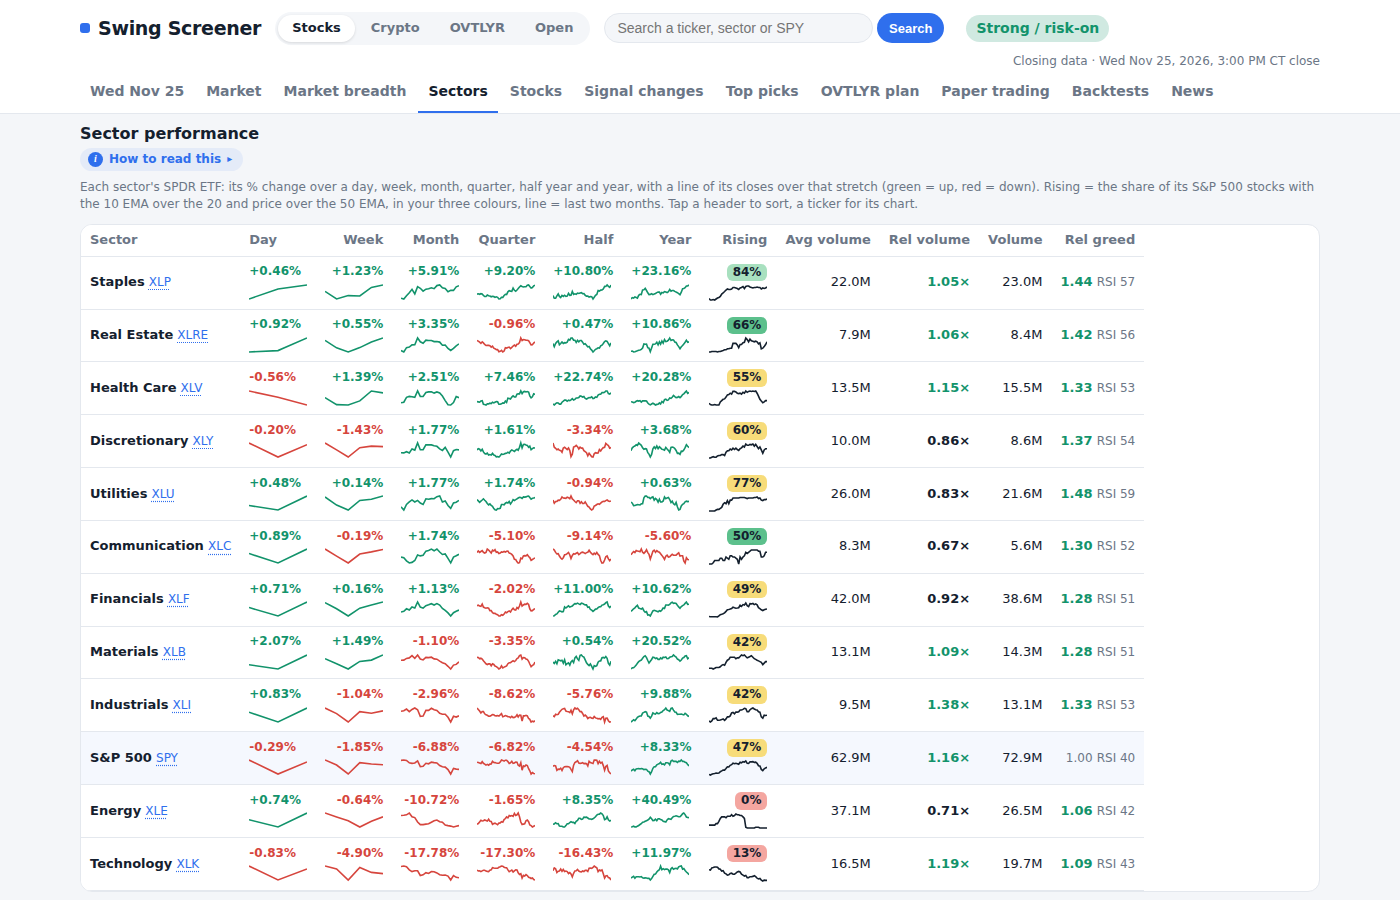 Swing Screener
Stocks Crypto OVTLYR Open
Search a ticker, sector or SPY
Search
Strong / risk-on
Closing data · Wed Nov 25, 2026, 3:00 PM CT close
Wed Nov 25 Market Market breadth Sectors Stocks Signal changes Top picks OVTLYR plan Paper trading Backtests News
Sector performance
i How to read this ▸
Each sector's SPDR ETF: its % change over a day, week, month, quarter, half year and year, with a line of its closes over that stretch (green = up, red = down). Rising = the share of its S&P 500 stocks with
the 10 EMA over the 20 and price over the 50 EMA, in your three colours, line = last two months. Tap a header to sort, a ticker for its chart.
Sector Day Week Month Quarter Half Year Rising Avg volume Rel volume Volume Rel greed
Staples XLP +0.46% +1.23% +5.91% +9.20% +10.80% +23.16% 84% 22.0M 1.05× 23.0M 1.44 RSI 57
Real Estate XLRE +0.92% +0.55% +3.35% -0.96% +0.47% +10.86% 66% 7.9M 1.06× 8.4M 1.42 RSI 56
Health Care XLV -0.56% +1.39% +2.51% +7.46% +22.74% +20.28% 55% 13.5M 1.15× 15.5M 1.33 RSI 53
Discretionary XLY -0.20% -1.43% +1.77% +1.61% -3.34% +3.68% 60% 10.0M 0.86× 8.6M 1.37 RSI 54
Utilities XLU +0.48% +0.14% +1.77% +1.74% -0.94% +0.63% 77% 26.0M 0.83× 21.6M 1.48 RSI 59
Communication XLC +0.89% -0.19% +1.74% -5.10% -9.14% -5.60% 50% 8.3M 0.67× 5.6M 1.30 RSI 52
Financials XLF +0.71% +0.16% +1.13% -2.02% +11.00% +10.62% 49% 42.0M 0.92× 38.6M 1.28 RSI 51
Materials XLB +2.07% +1.49% -1.10% -3.35% +0.54% +20.52% 42% 13.1M 1.09× 14.3M 1.28 RSI 51
Industrials XLI +0.83% -1.04% -2.96% -8.62% -5.76% +9.88% 42% 9.5M 1.38× 13.1M 1.33 RSI 53
S&P 500 SPY -0.29% -1.85% -6.88% -6.82% -4.54% +8.33% 47% 62.9M 1.16× 72.9M 1.00 RSI 40
Energy XLE +0.74% -0.64% -10.72% -1.65% +8.35% +40.49% 0% 37.1M 0.71× 26.5M 1.06 RSI 42
Technology XLK -0.83% -4.90% -17.78% -17.30% -16.43% +11.97% 13% 16.5M 1.19× 19.7M 1.09 RSI 43